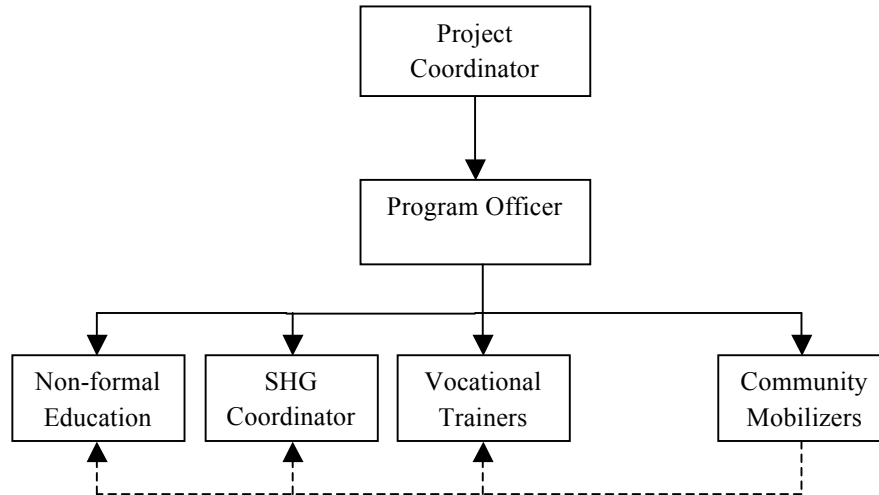 Project
Coordinator
Program Officer
Non-formal
Education
SHG
Coordinator
Vocational
Trainers
Community
Mobilizers